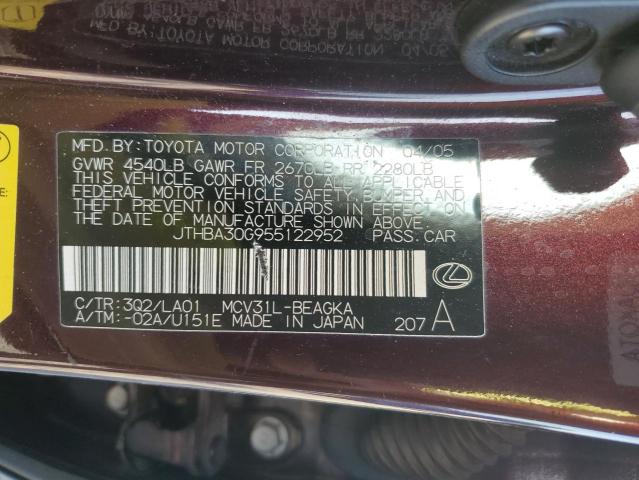 MFD.BY:TOYOTA MOTOR CORPORATION 04/05
GVWR 4540LB GAWR FR 2670LB RR 2280LB
THIS VEHICLE CONFORMS TO ALL APPLICABLE
FEDERAL MOTOR VEHICLE SAFETY, BUMPER, AND
THEFT PREVENTION STANDARDS IN EFFECT ON
THE DATE OF MANUFACTURE SHOWN ABOVE.
JTHBA30G955122952 PASS.CAR
C/TR:3Q2/LA01 MCV31L-BEAGKA
A/TM:-02A/U151E MADE IN JAPAN 207 A